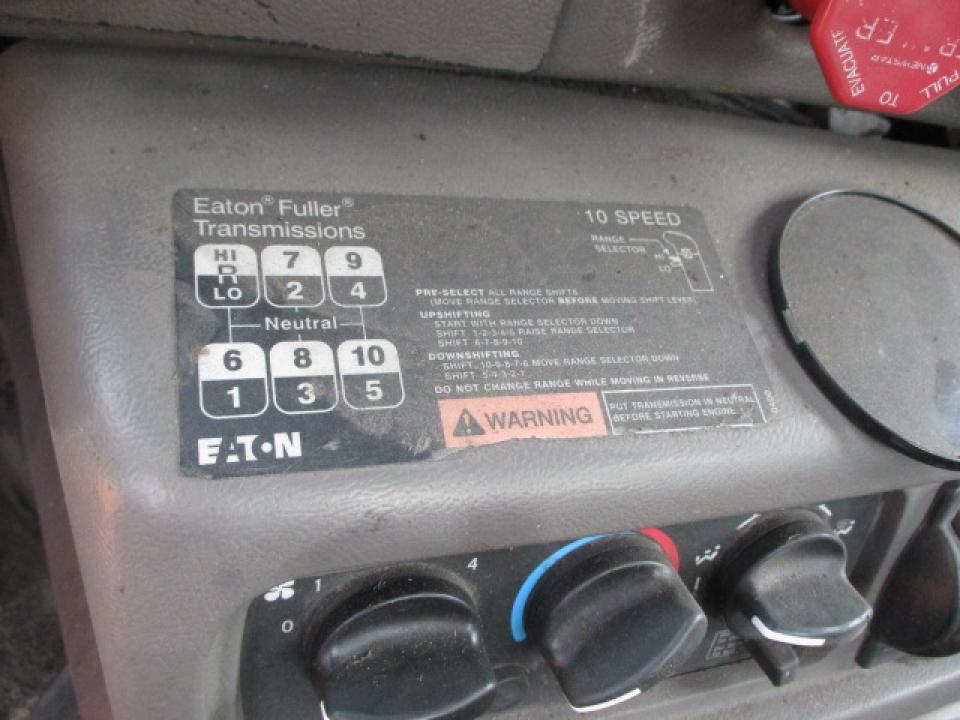 EVACUATE
TO
PULL
Eaton® Fuller®
Transmissions
10 SPEED
RANGE
SELECTOR
HI
LO
HI 7 9
R
LO 2 4
Neutral
6 8 10
1 3 5
EATON
PRE-SELECT ALL RANGE SHIFTS
(MOVE RANGE SELECTOR BEFORE MOVING SHIFT LEVER)
UPSHIFTING
START WITH RANGE SELECTOR DOWN
SHIFT 1-2-3-4-5 RAISE RANGE SELECTOR
SHIFT 6-7-8-9-10
DOWNSHIFTING
SHIFT 10-9-8-7-6 MOVE RANGE SELECTOR DOWN
SHIFT 5-4-3-2-1
DO NOT CHANGE RANGE WHILE MOVING IN REVERSE
WARNING
PUT TRANSMISSION IN NEUTRAL
BEFORE STARTING ENGINE
0 1 4